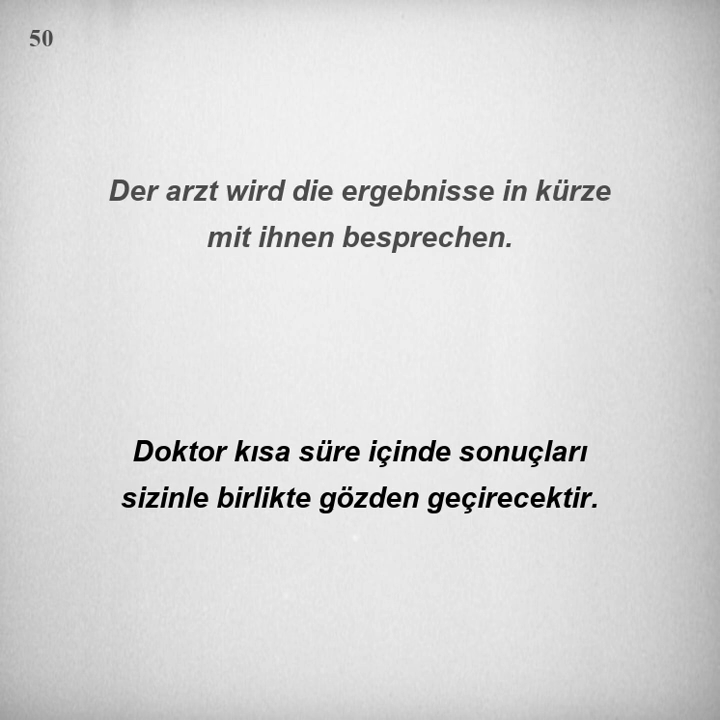 50
Der arzt wird die ergebnisse in kürze
mit ihnen besprechen.
Doktor kısa süre içinde sonuçları
sizinle birlikte gözden geçirecektir.